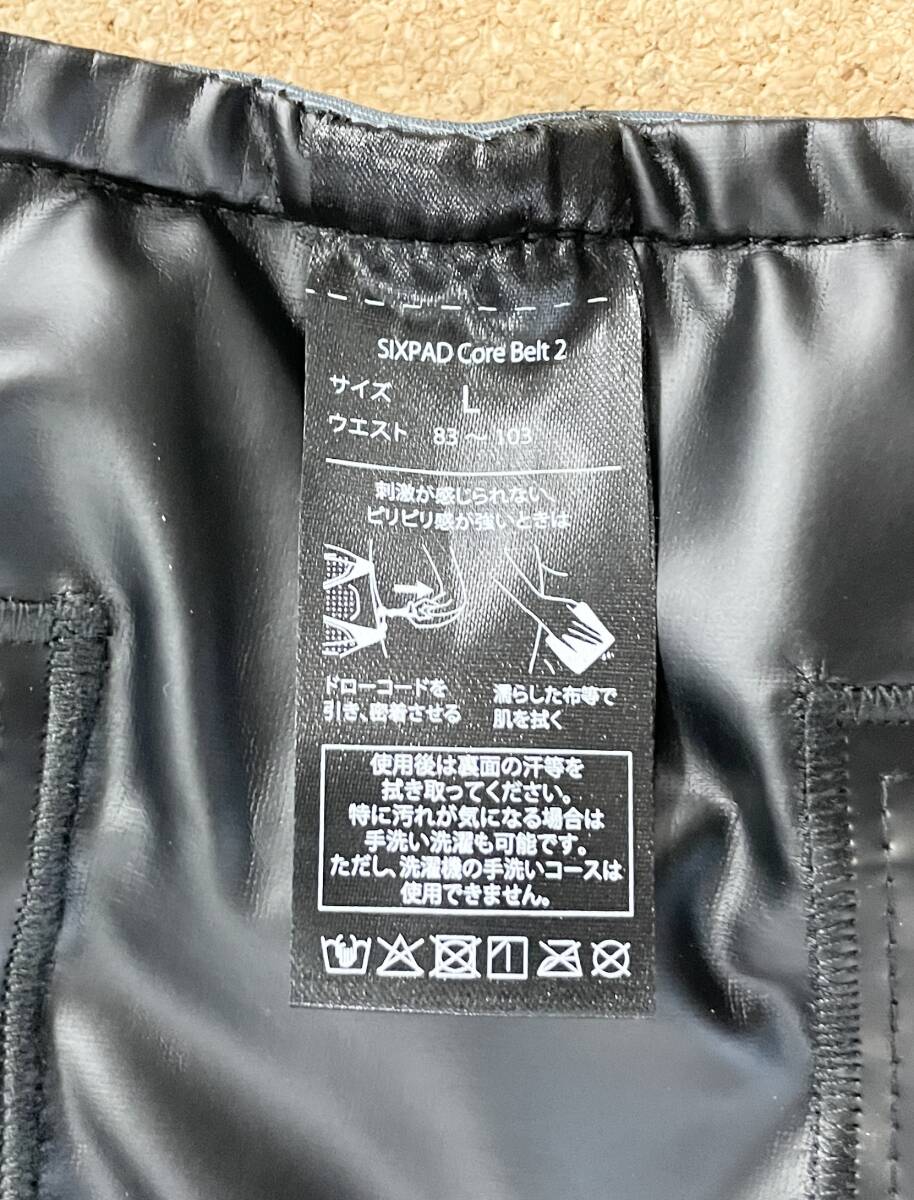 SIXPAD Core Belt 2
サイズ L
ウエスト 83～103
刺激が感じられない、
ピリピリ感が強いときは
ドローコードを
引き、密着させる
濡らした布等で
肌を拭く
使用後は裏面の汗等を
拭き取ってください。
特に汚れが気になる場合は
手洗い洗濯も可能です。
ただし、洗濯機の手洗いコースは
使用できません。